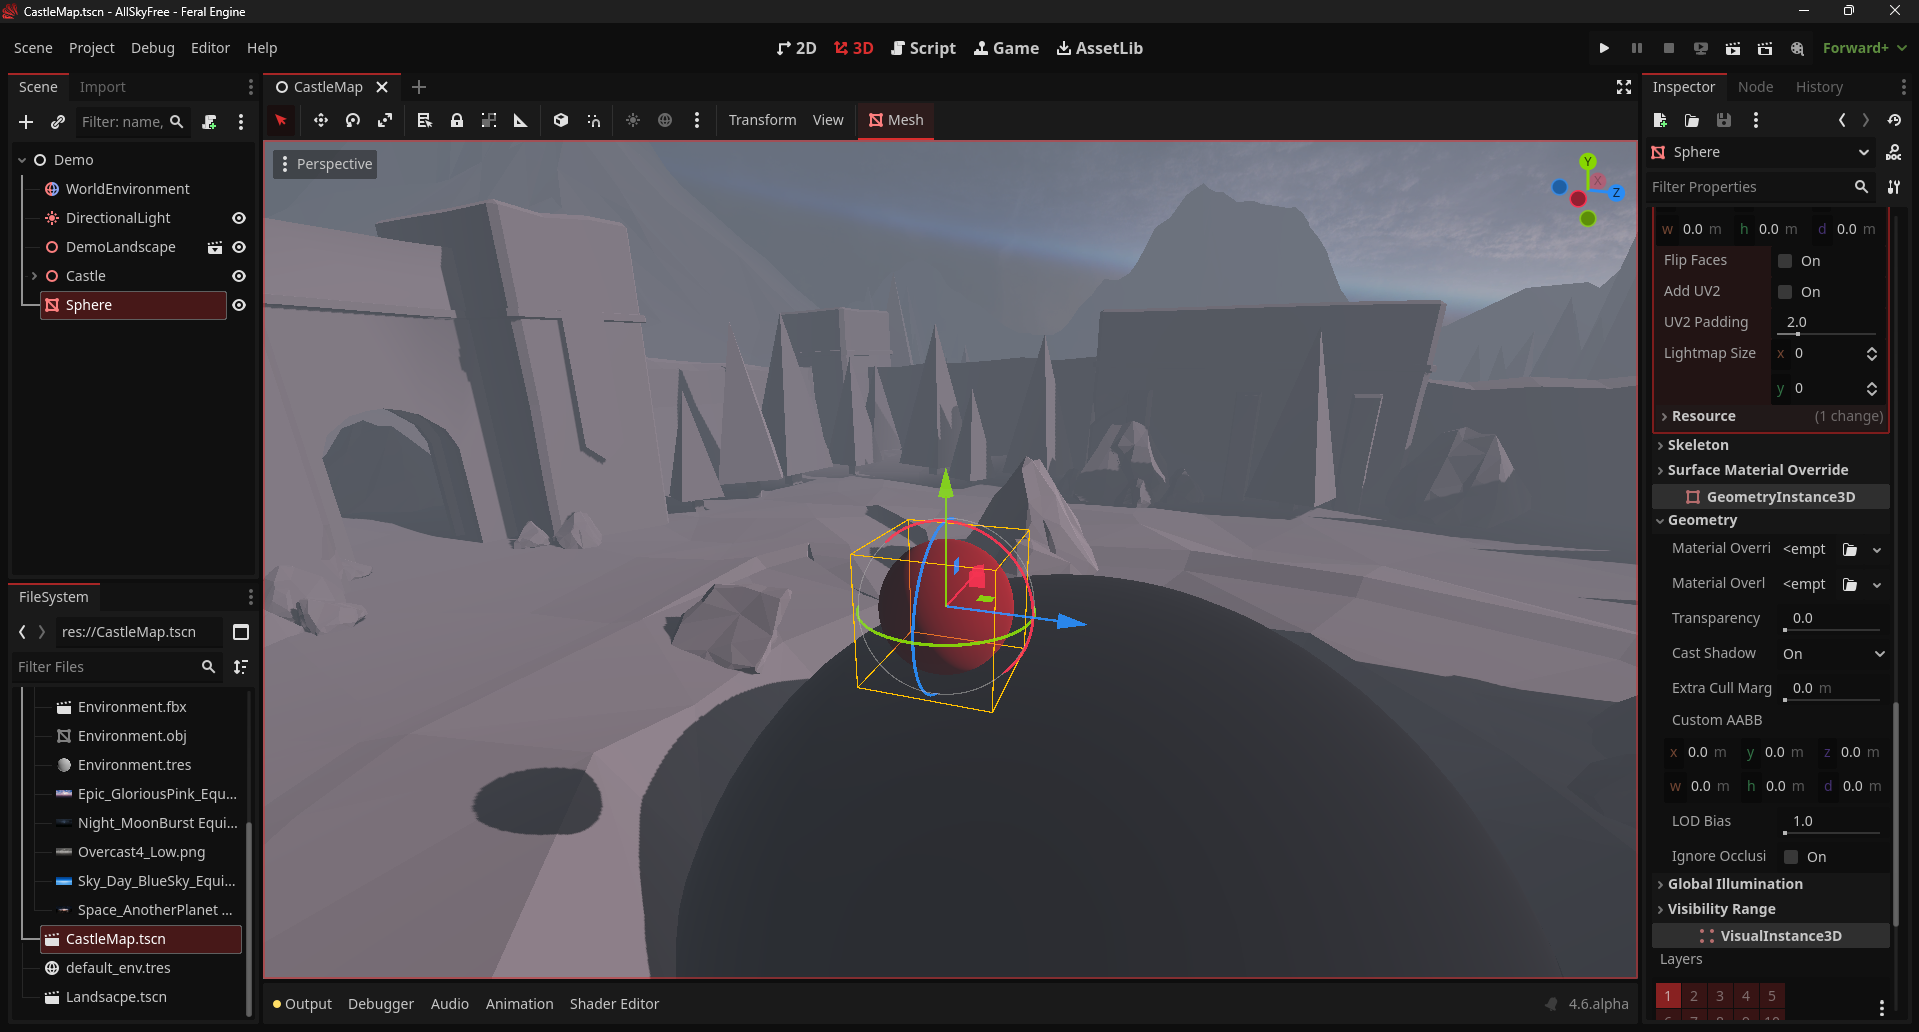 CastleMap.tscn - AllSkyFree - Feral Engine
Scene Project Debug Editor Help
2D 3D Script Game AssetLib
Forward+
Scene Import
Filter: name,
Demo
WorldEnvironment
DirectionalLight
DemoLandscape
Castle
Sphere
FileSystem
res://CastleMap.tscn
Filter Files
Environment.fbx
Environment.obj
Environment.tres
Epic_GloriousPink_Equ...
Night_MoonBurst Equi...
Overcast4_Low.png
Sky_Day_BlueSky_Equi...
Space_AnotherPlanet ...
CastleMap.tscn
default_env.tres
Landsacpe.tscn
CastleMap
Transform View Mesh
Perspective
Y
X
Z
Output Debugger Audio Animation Shader Editor
4.6.alpha
Inspector Node History
Sphere
DOC
Filter Properties
w 0.0 m h 0.0 m d 0.0 m
Flip Faces On
Add UV2 On
UV2 Padding 2.0
Lightmap Size x 0
y 0
Resource (1 change)
Skeleton
Surface Material Override
GeometryInstance3D
Geometry
Material Overri <empt
Material Overl <empt
Transparency 0.0
Cast Shadow On
Extra Cull Marg 0.0 m
Custom AABB
x 0.0 m y 0.0 m z 0.0 m
w 0.0 m h 0.0 m d 0.0 m
LOD Bias 1.0
Ignore Occlusi On
Global Illumination
Visibility Range
VisualInstance3D
Layers
1 2 3 4 5